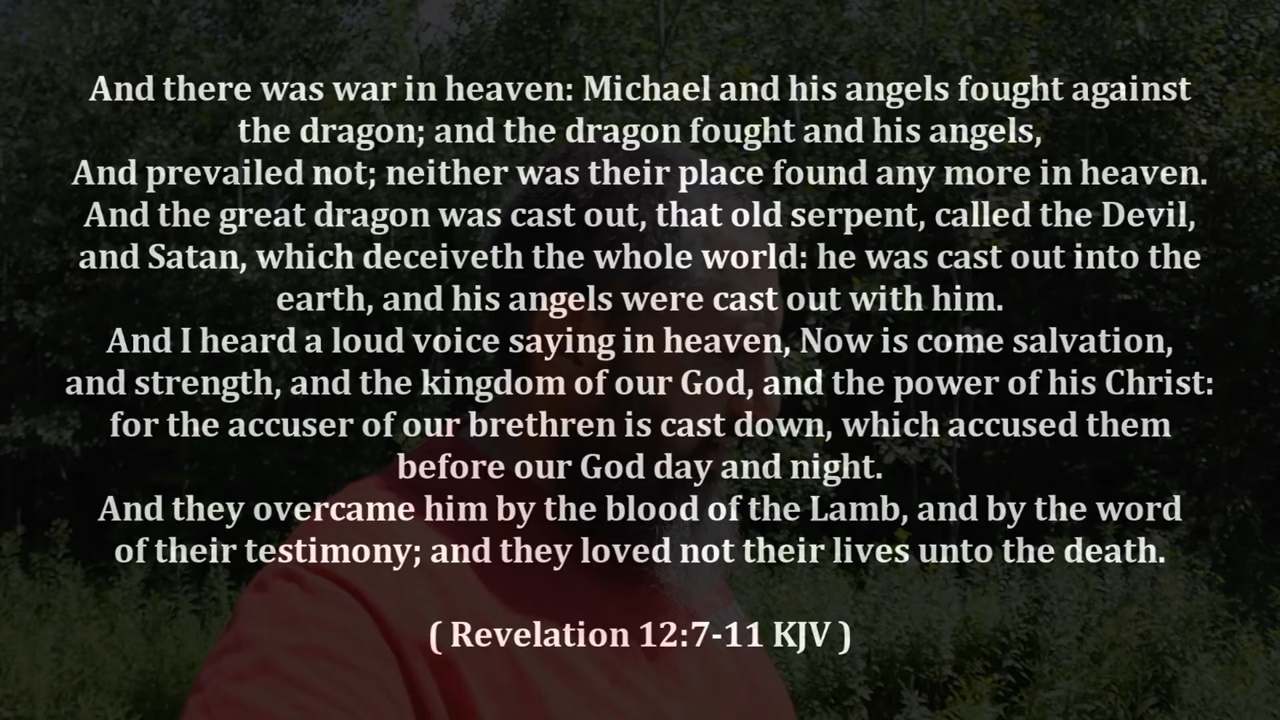 And there was war in heaven: Michael and his angels fought against
the dragon; and the dragon fought and his angels,
And prevailed not; neither was their place found any more in heaven.
And the great dragon was cast out, that old serpent, called the Devil,
and Satan, which deceiveth the whole world: he was cast out into the
earth, and his angels were cast out with him.
And I heard a loud voice saying in heaven, Now is come salvation,
and strength, and the kingdom of our God, and the power of his Christ:
for the accuser of our brethren is cast down, which accused them
before our God day and night.
And they overcame him by the blood of the Lamb, and by the word
of their testimony; and they loved not their lives unto the death.
( Revelation 12:7-11 KJV )